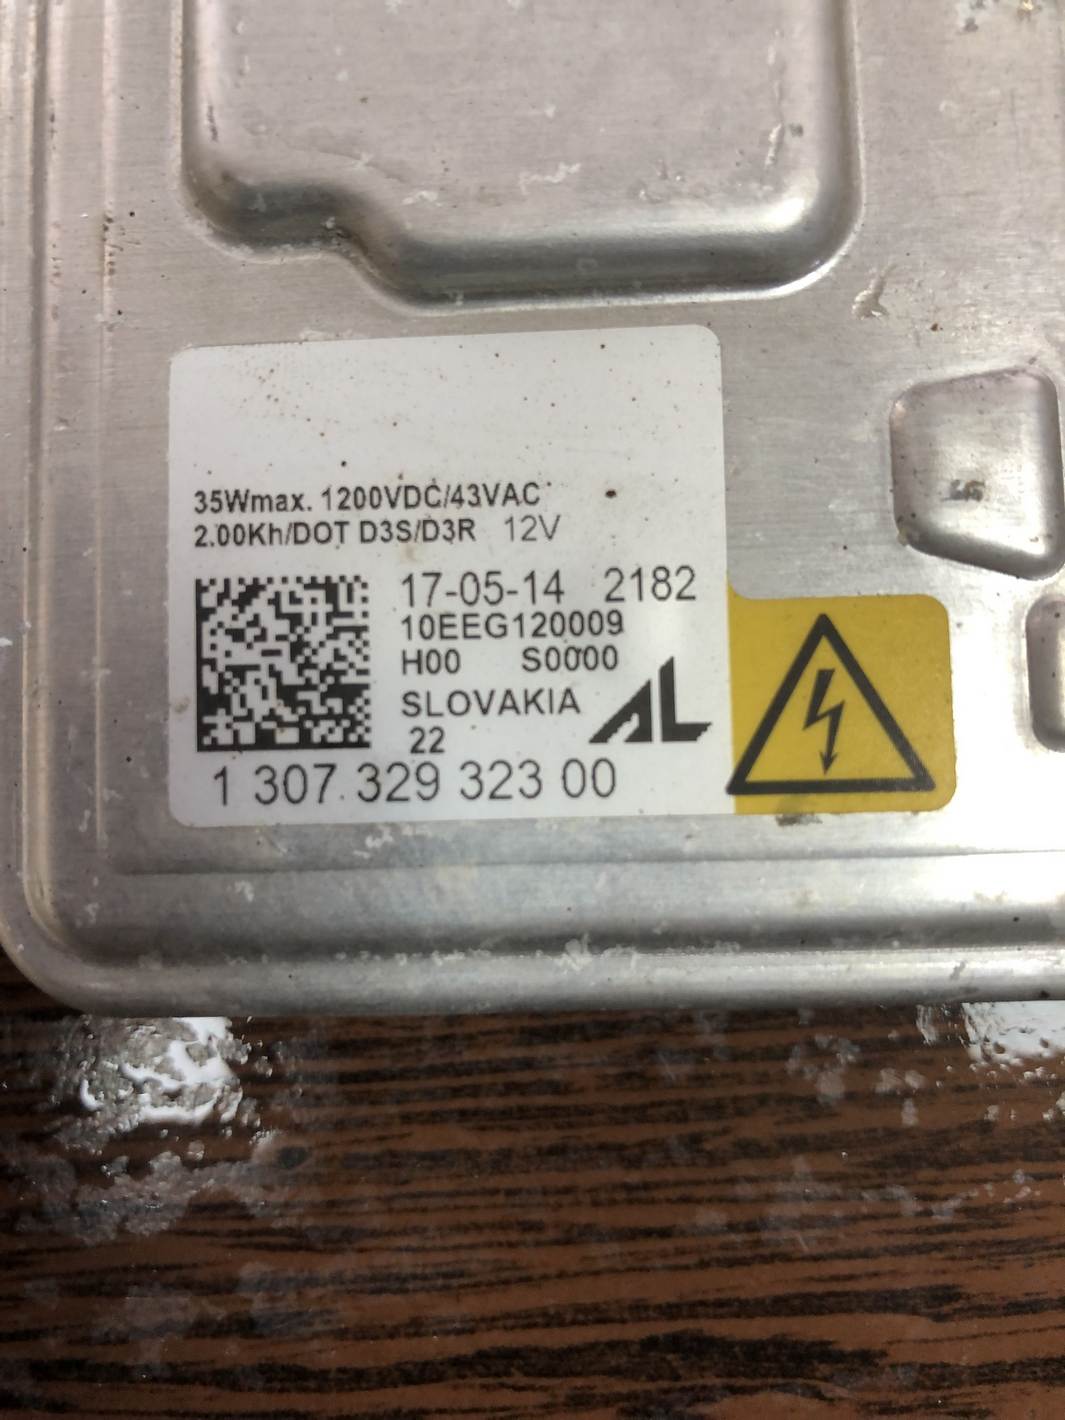 35Wmax. 1200VDC/43VAC
2.00Kh/DOT D3S/D3R 12V
17-05-14 2182
10EEG120009
H00 S0000
SLOVAKIA AL
22
1 307 329 323 00